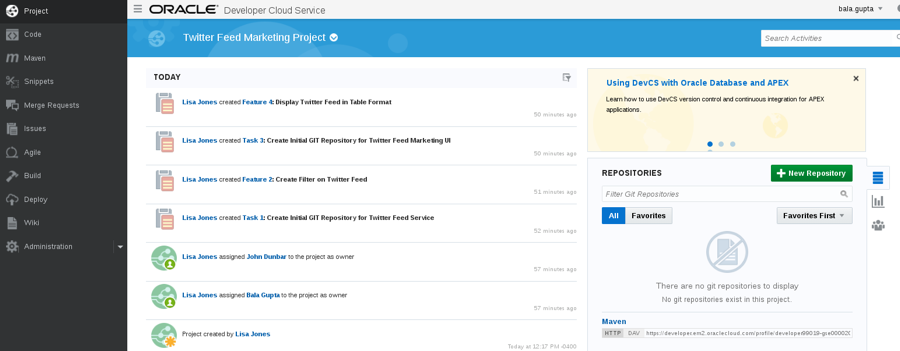 Project
Code
Maven
Snippets
Merge Requests
Issues
Agile
Build
Deploy
Wiki
Administration
ORACLE Developer Cloud Service
bala.gupta
Twitter Feed Marketing Project
Search Activities
TODAY
Lisa Jones created Feature 4: Display Twitter Feed in Table Format
50 minutes ago
Lisa Jones created Task 3: Create Initial GIT Repository for Twitter Feed Marketing UI
50 minutes ago
Lisa Jones created Feature 2: Create Filter on Twitter Feed
51 minutes ago
Lisa Jones created Task 1: Create Initial GIT Repository for Twitter Feed Service
52 minutes ago
Lisa Jones assigned John Dunbar to the project as owner
57 minutes ago
Lisa Jones assigned Bala Gupta to the project as owner
57 minutes ago
Project created by Lisa Jones
Today at 12:17 PM -0400
Using DevCS with Oracle Database and APEX
Learn how to use DevCS version control and continuous integration for APEX
applications.
REPOSITORIES
New Repository
Filter Git Repositories
All Favorites
Favorites First
There are no git repositories to display
No git repositories exist in this project.
Maven
HTTP DAV